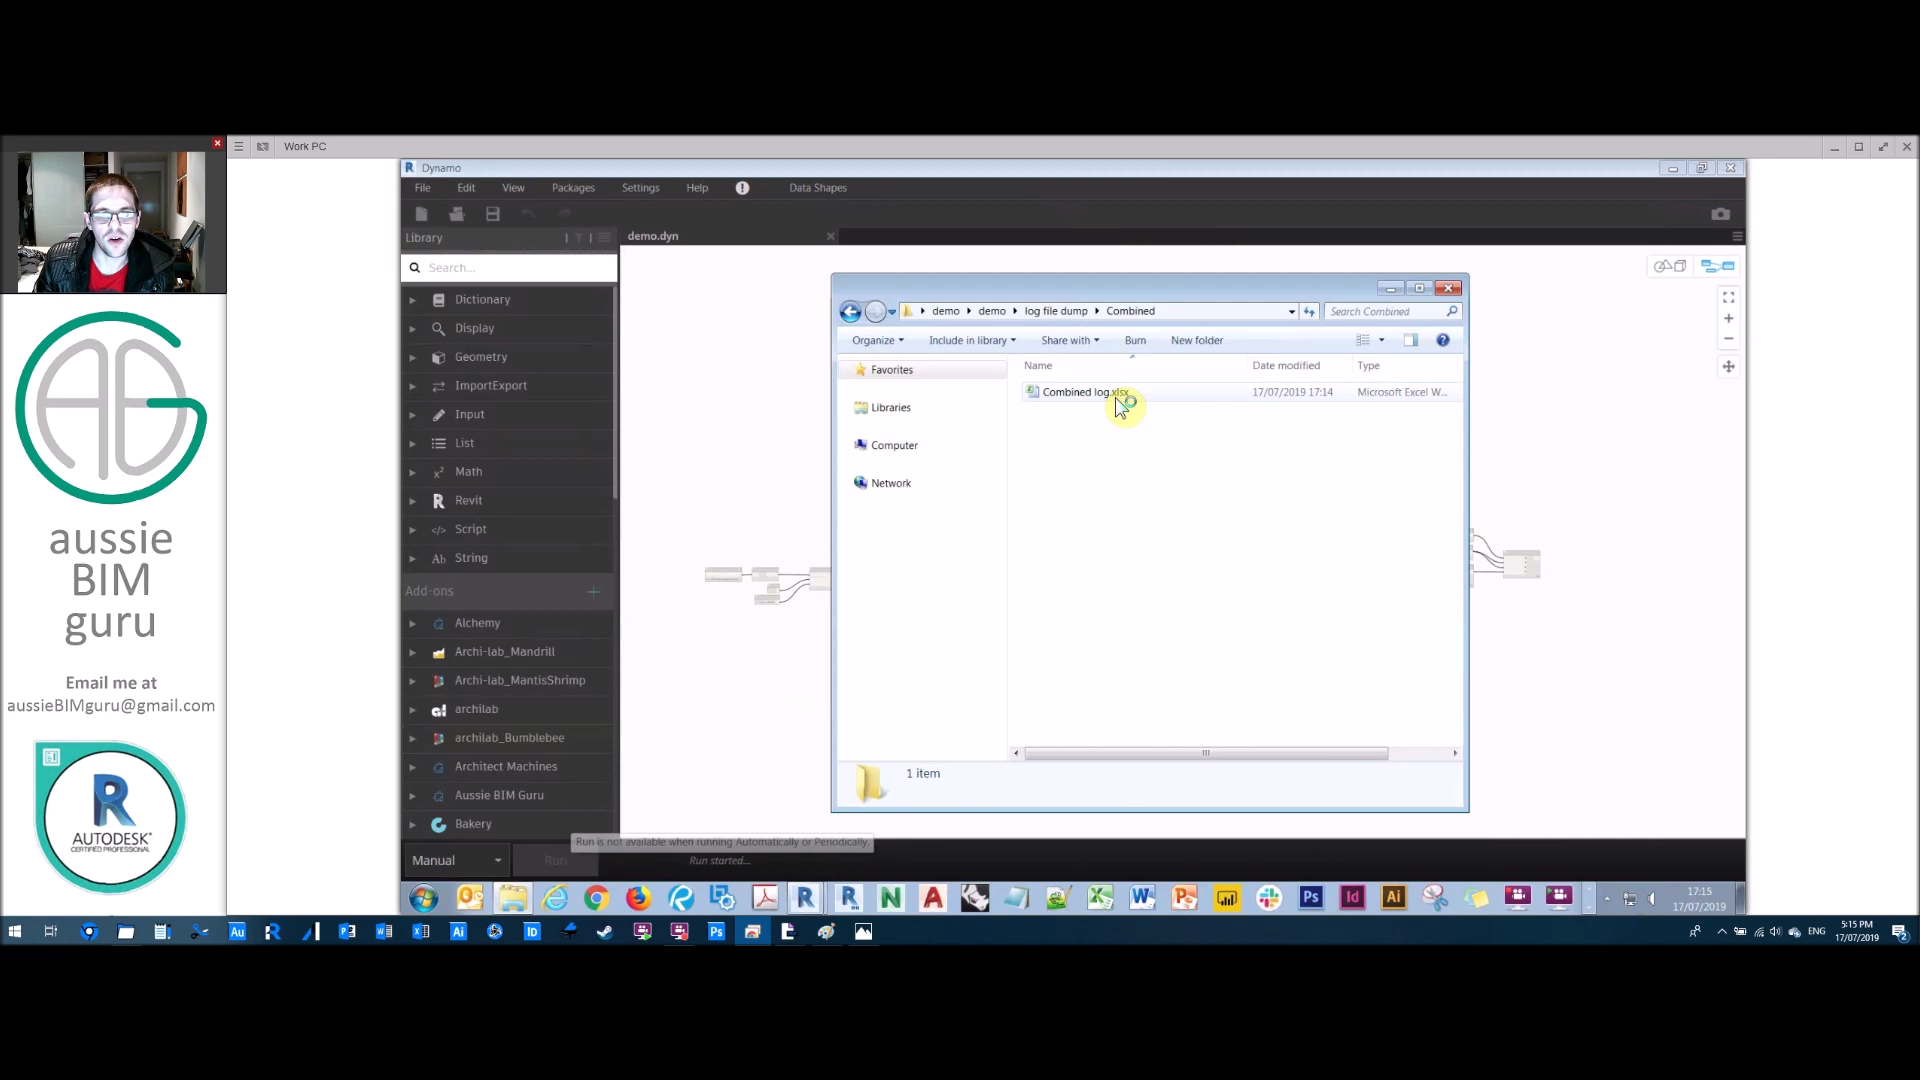 Work PC
Dynamo
File Edit View Packages Settings Help Data Shapes
Library
demo.dyn
Search...
Dictionary
Display
Geometry
ImportExport
Input
List
Math
Revit
Script
String
Add-ons
Alchemy
Archi-lab_Mandrill
Archi-lab_MantisShrimp
archilab
archilab_Bumblebee
Architect Machines
Aussie BIM Guru
Bakery
demo demo log file dump Combined
Search Combined
Organize Include in library Share with Burn New folder
Favorites
Libraries
Computer
Network
Name Date modified Type
Combined log.xlsx 17/07/2019 17:14 Microsoft Excel W...
1 item
Run is not available when running Automatically or Periodically.
Manual Run Run started...
17:15
17/07/2019
ENG
5:15 PM
17/07/2019
aussie
BIM
guru
Email me at
aussieBIMguru@gmail.com
R
AUTODESK®
CERTIFIED PROFESSIONAL